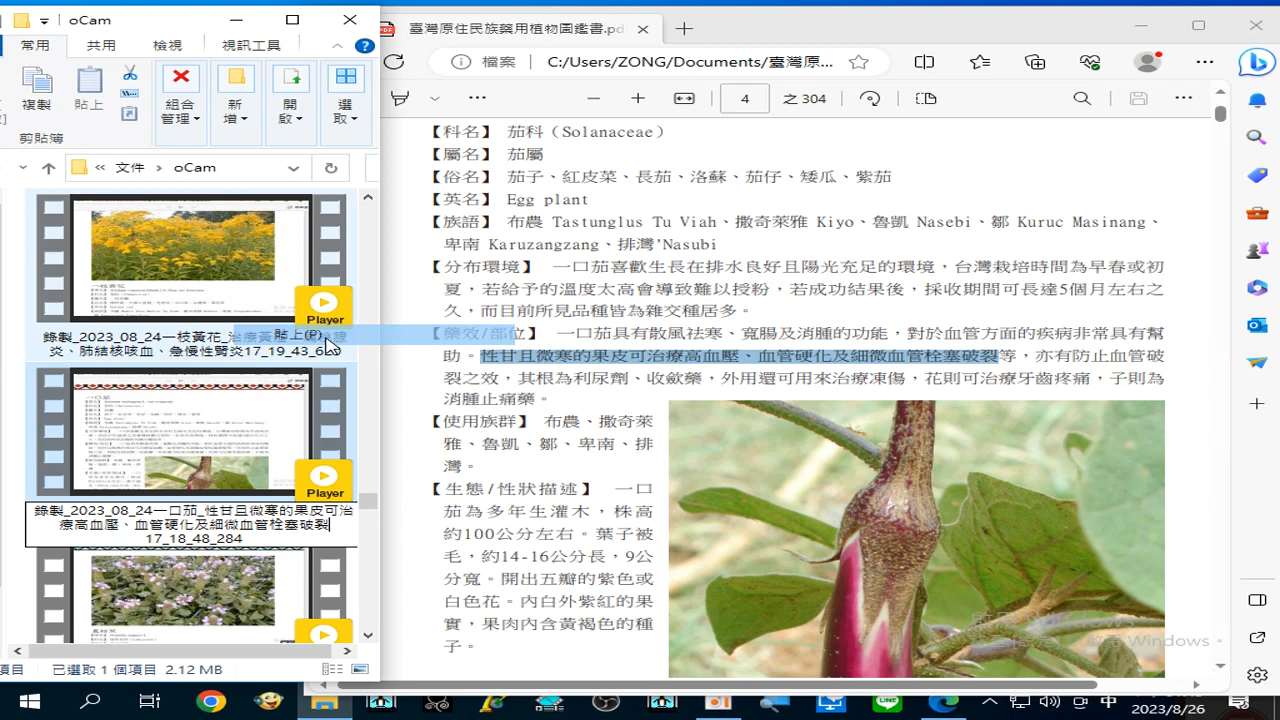 oCam
常用 共用 檢視 視訊工具
複製 貼上 組合管理 新增 開啟 選取
剪貼簿
文件 oCam
Player
錄製_2023_08_24一枝黃花_治療黃
貼上(P)
炎、肺結核咳血、急慢性腎炎17_19_43_6
Player
錄製_2023_08_24一口茄_性甘且微寒的果皮可治
療高血壓、血管硬化及細微血管栓塞破裂
17_18_48_284
項目 已選取 1 個項目 2.12 MB
臺灣原住民族藥用植物圖鑑書.pd
檔案 C:/Users/ZONG/Documents/臺灣原...
4 之 304
【科名】 茄科（Solanaceae）
【屬名】 茄屬
【俗名】 茄子、紅皮菜、長茄、洛蘇、茄仔、矮瓜、紫茄
【英名】 Egg plant
【族語】 布農 Tastunglus Tu Viah、撒奇萊雅 Kiyo、魯凱 Nasebi、鄒 Kuruc Masinang、
卑南 Karuzangzang、排灣'Nasubi
【分布環境】 一口茄喜歡生長在排水良好且陽光充足的環境，台灣栽培時間為早春或初
夏，若給予的溫度太高會導致難以授粉，若成功結果後，採收期間可長達5個月左右之
久，而目前所見品種皆為雜交種居多。
【藥效/部位】 一口茄具有散風祛寒、寬腸及消腫的功能，對於血管方面的疾病非常具有幫
助。性甘且微寒的果皮可治療高血壓、血管硬化及細微血管栓塞破裂等，亦有防止血管破
裂之效，其根為利尿劑、收斂藥，外用還可用來治療凍傷，花則可治療牙齒疼痛，子則為
消腫止痛藥。
【使用族群】 布農、撒奇萊
雅、魯凱、鄒、卑南、排
灣。
【生態/性狀描述】 一口
茄為多年生灌木，株高
約100公分左右。葉子被
毛，約14-16公分長，9公
分寬。開出五瓣的紫色或
白色花。內白外紫紅的果
實，果肉內含黃褐色的種
子。
Windows
中
2023/8/26